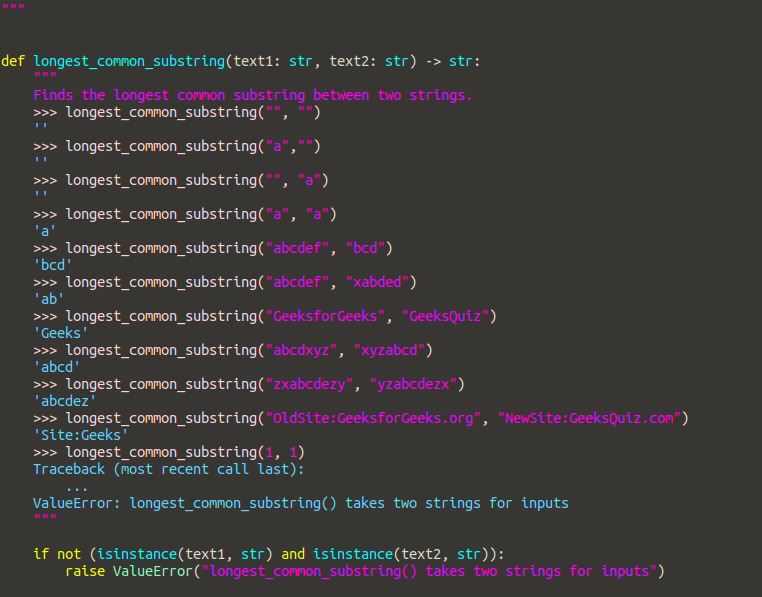 """
def longest_common_substring(text1: str, text2: str) -> str:
    """
    Finds the longest common substring between two strings.
    >>> longest_common_substring("", "")
    ''
    >>> longest_common_substring("a","")
    ''
    >>> longest_common_substring("", "a")
    ''
    >>> longest_common_substring("a", "a")
    'a'
    >>> longest_common_substring("abcdef", "bcd")
    'bcd'
    >>> longest_common_substring("abcdef", "xabded")
    'ab'
    >>> longest_common_substring("GeeksforGeeks", "GeeksQuiz")
    'Geeks'
    >>> longest_common_substring("abcdxyz", "xyzabcd")
    'abcd'
    >>> longest_common_substring("zxabcdezy", "yzabcdezx")
    'abcdez'
    >>> longest_common_substring("OldSite:GeeksforGeeks.org", "NewSite:GeeksQuiz.com")
    'Site:Geeks'
    >>> longest_common_substring(1, 1)
    Traceback (most recent call last):
        ...
    ValueError: longest_common_substring() takes two strings for inputs
    """
    if not (isinstance(text1, str) and isinstance(text2, str)):
        raise ValueError("longest_common_substring() takes two strings for inputs")